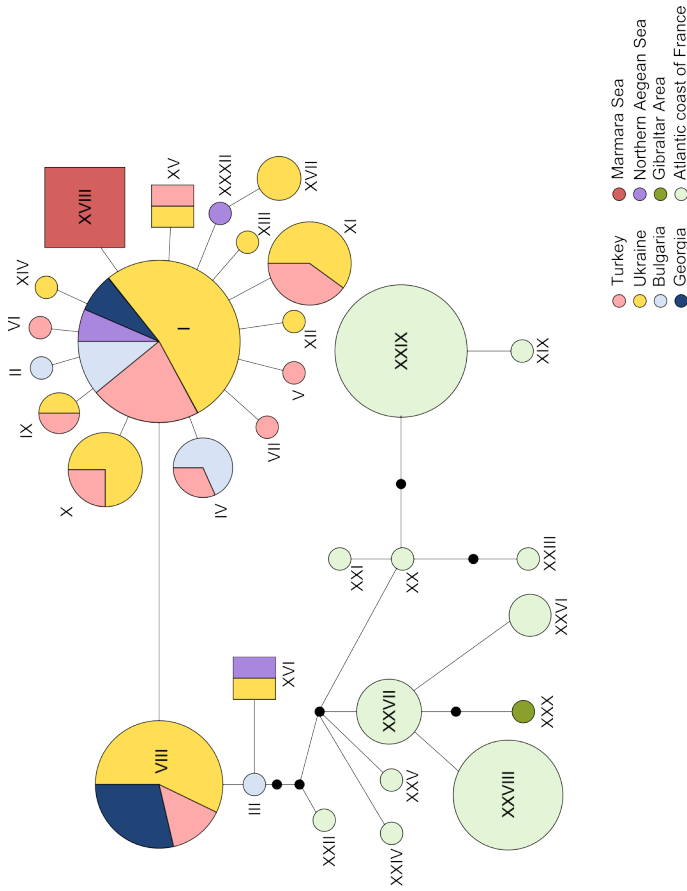 VI
II
XIV
IX
X
XVIII
VIII
XV
I
IV
XXXII
III
XIII
VII
XVI
V
XII
XVII
XXII
XI
XXI
XXVII
XXIV
XXIX
XXV
XX
XXVIII
XIX
XXX
XXIII
XXVI
Turkey
Marmara Sea
Ukraine
Northern Aegean Sea
Bulgaria
Gibraltar Area
Georgia
Atlantic coast of France